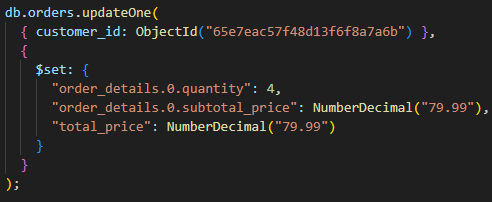 db.orders.updateOne(
  { customer_id: ObjectId("65e7eac57f48d13f6f8a7a6b") },
  {
    $set: {
      "order_details.0.quantity": 4,
      "order_details.0.subtotal_price": NumberDecimal("79.99"),
      "total_price": NumberDecimal("79.99")
    }
  }
);